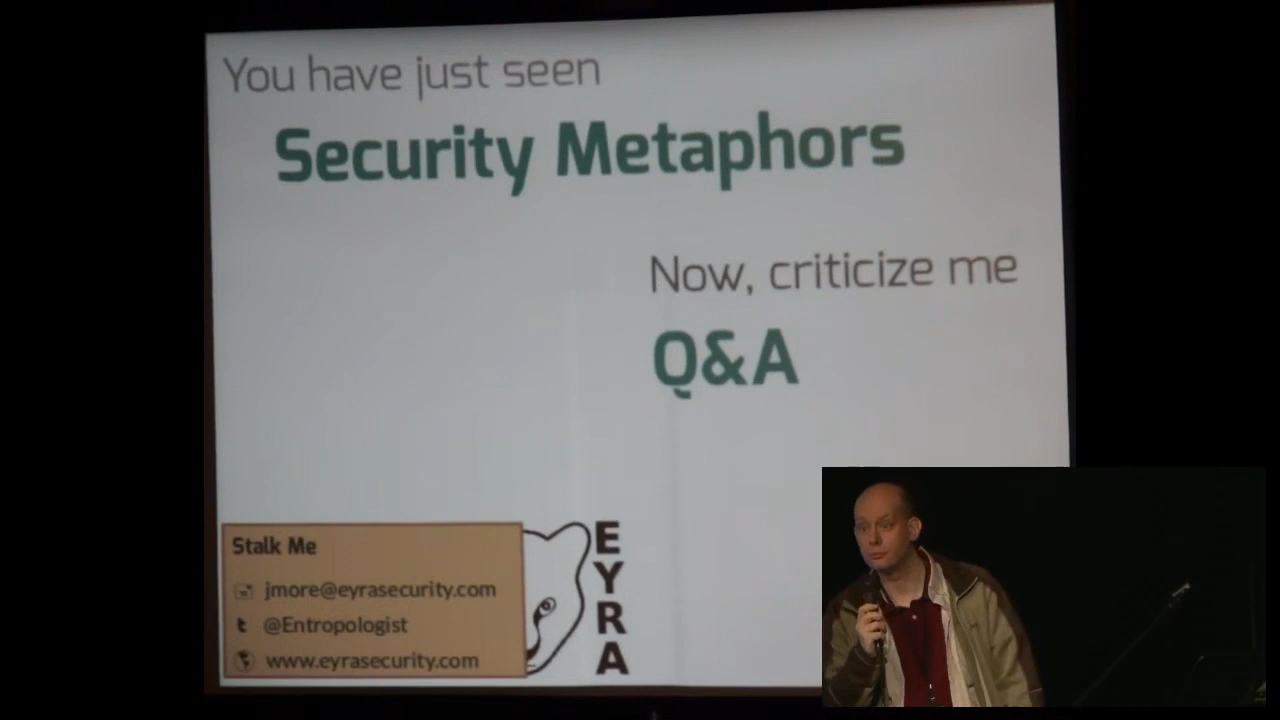 You have just seen
Security Metaphors
Now, criticize me
Q&A
Stalk Me
jmore@eyrasecurity.com
@Entropologist
www.eyrasecurity.com
EYRA